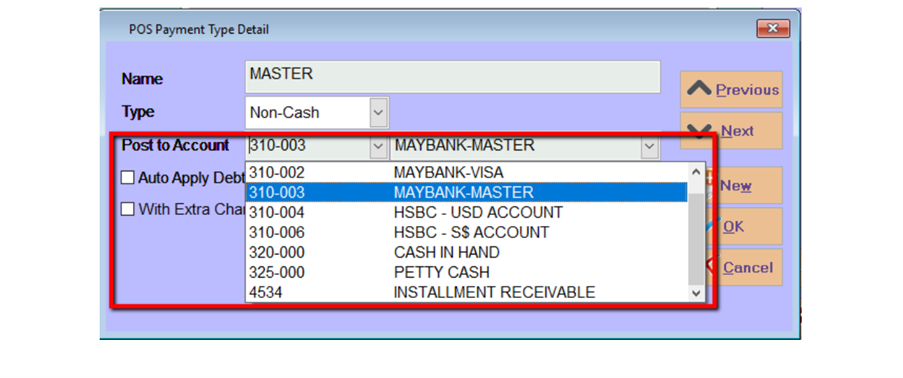 POS Payment Type Detail
Name MASTER
Previous
Type Non-Cash
Next
Post to Account 310-003 MAYBANK-MASTER
310-002 MAYBANK-VISA
Auto Apply Debt
310-003 MAYBANK-MASTER
New
With Extra Cha
310-004 HSBC - USD ACCOUNT
310-006 HSBC - S$ ACCOUNT
OK
320-000 CASH IN HAND
325-000 PETTY CASH
Cancel
4534 INSTALLMENT RECEIVABLE